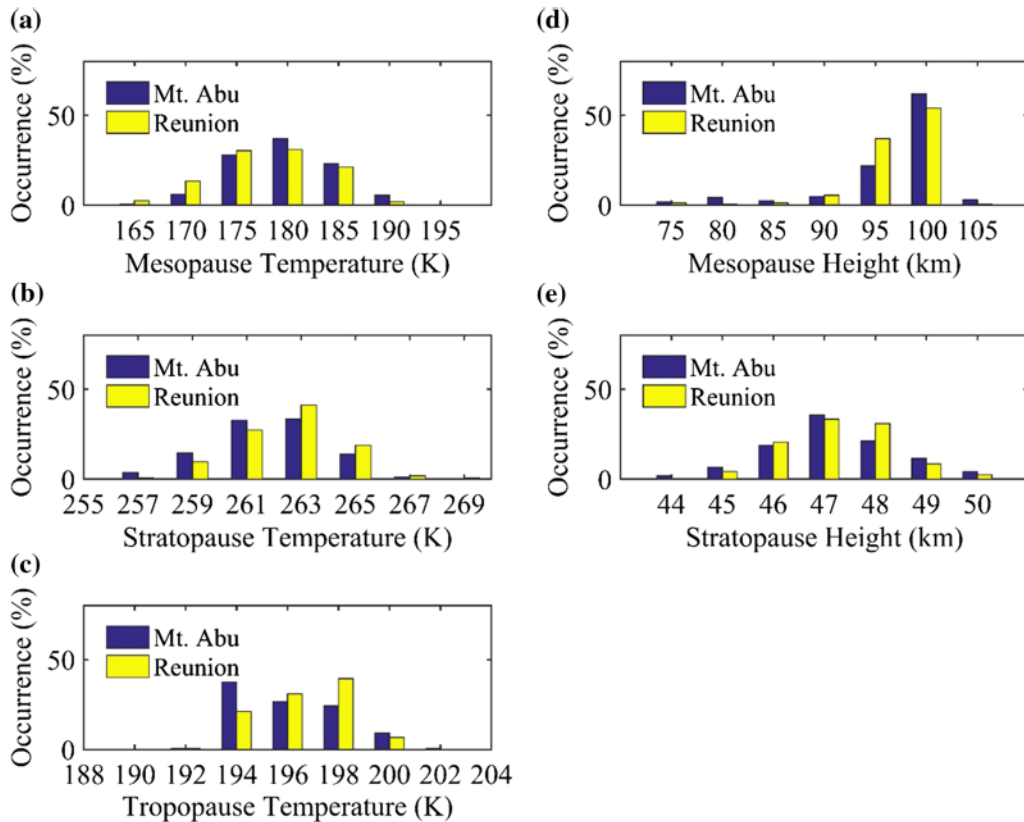 (a)
Occurrence (%)
50
0
Mt. Abu
Reunion
165 170 175 180 185 190 195
Mesopause Temperature (K)
(b)
Occurrence (%)
50
0
Mt. Abu
Reunion
255 257 259 261 263 265 267 269
Stratopause Temperature (K)
(c)
Occurrence (%)
50
0
Mt. Abu
Reunion
188 190 192 194 196 198 200 202 204
Tropopause Temperature (K)
(d)
Occurrence (%)
50
0
Mt. Abu
Reunion
75 80 85 90 95 100 105
Mesopause Height (km)
(e)
Occurrence (%)
50
0
Mt. Abu
Reunion
44 45 46 47 48 49 50
Stratopause Height (km)